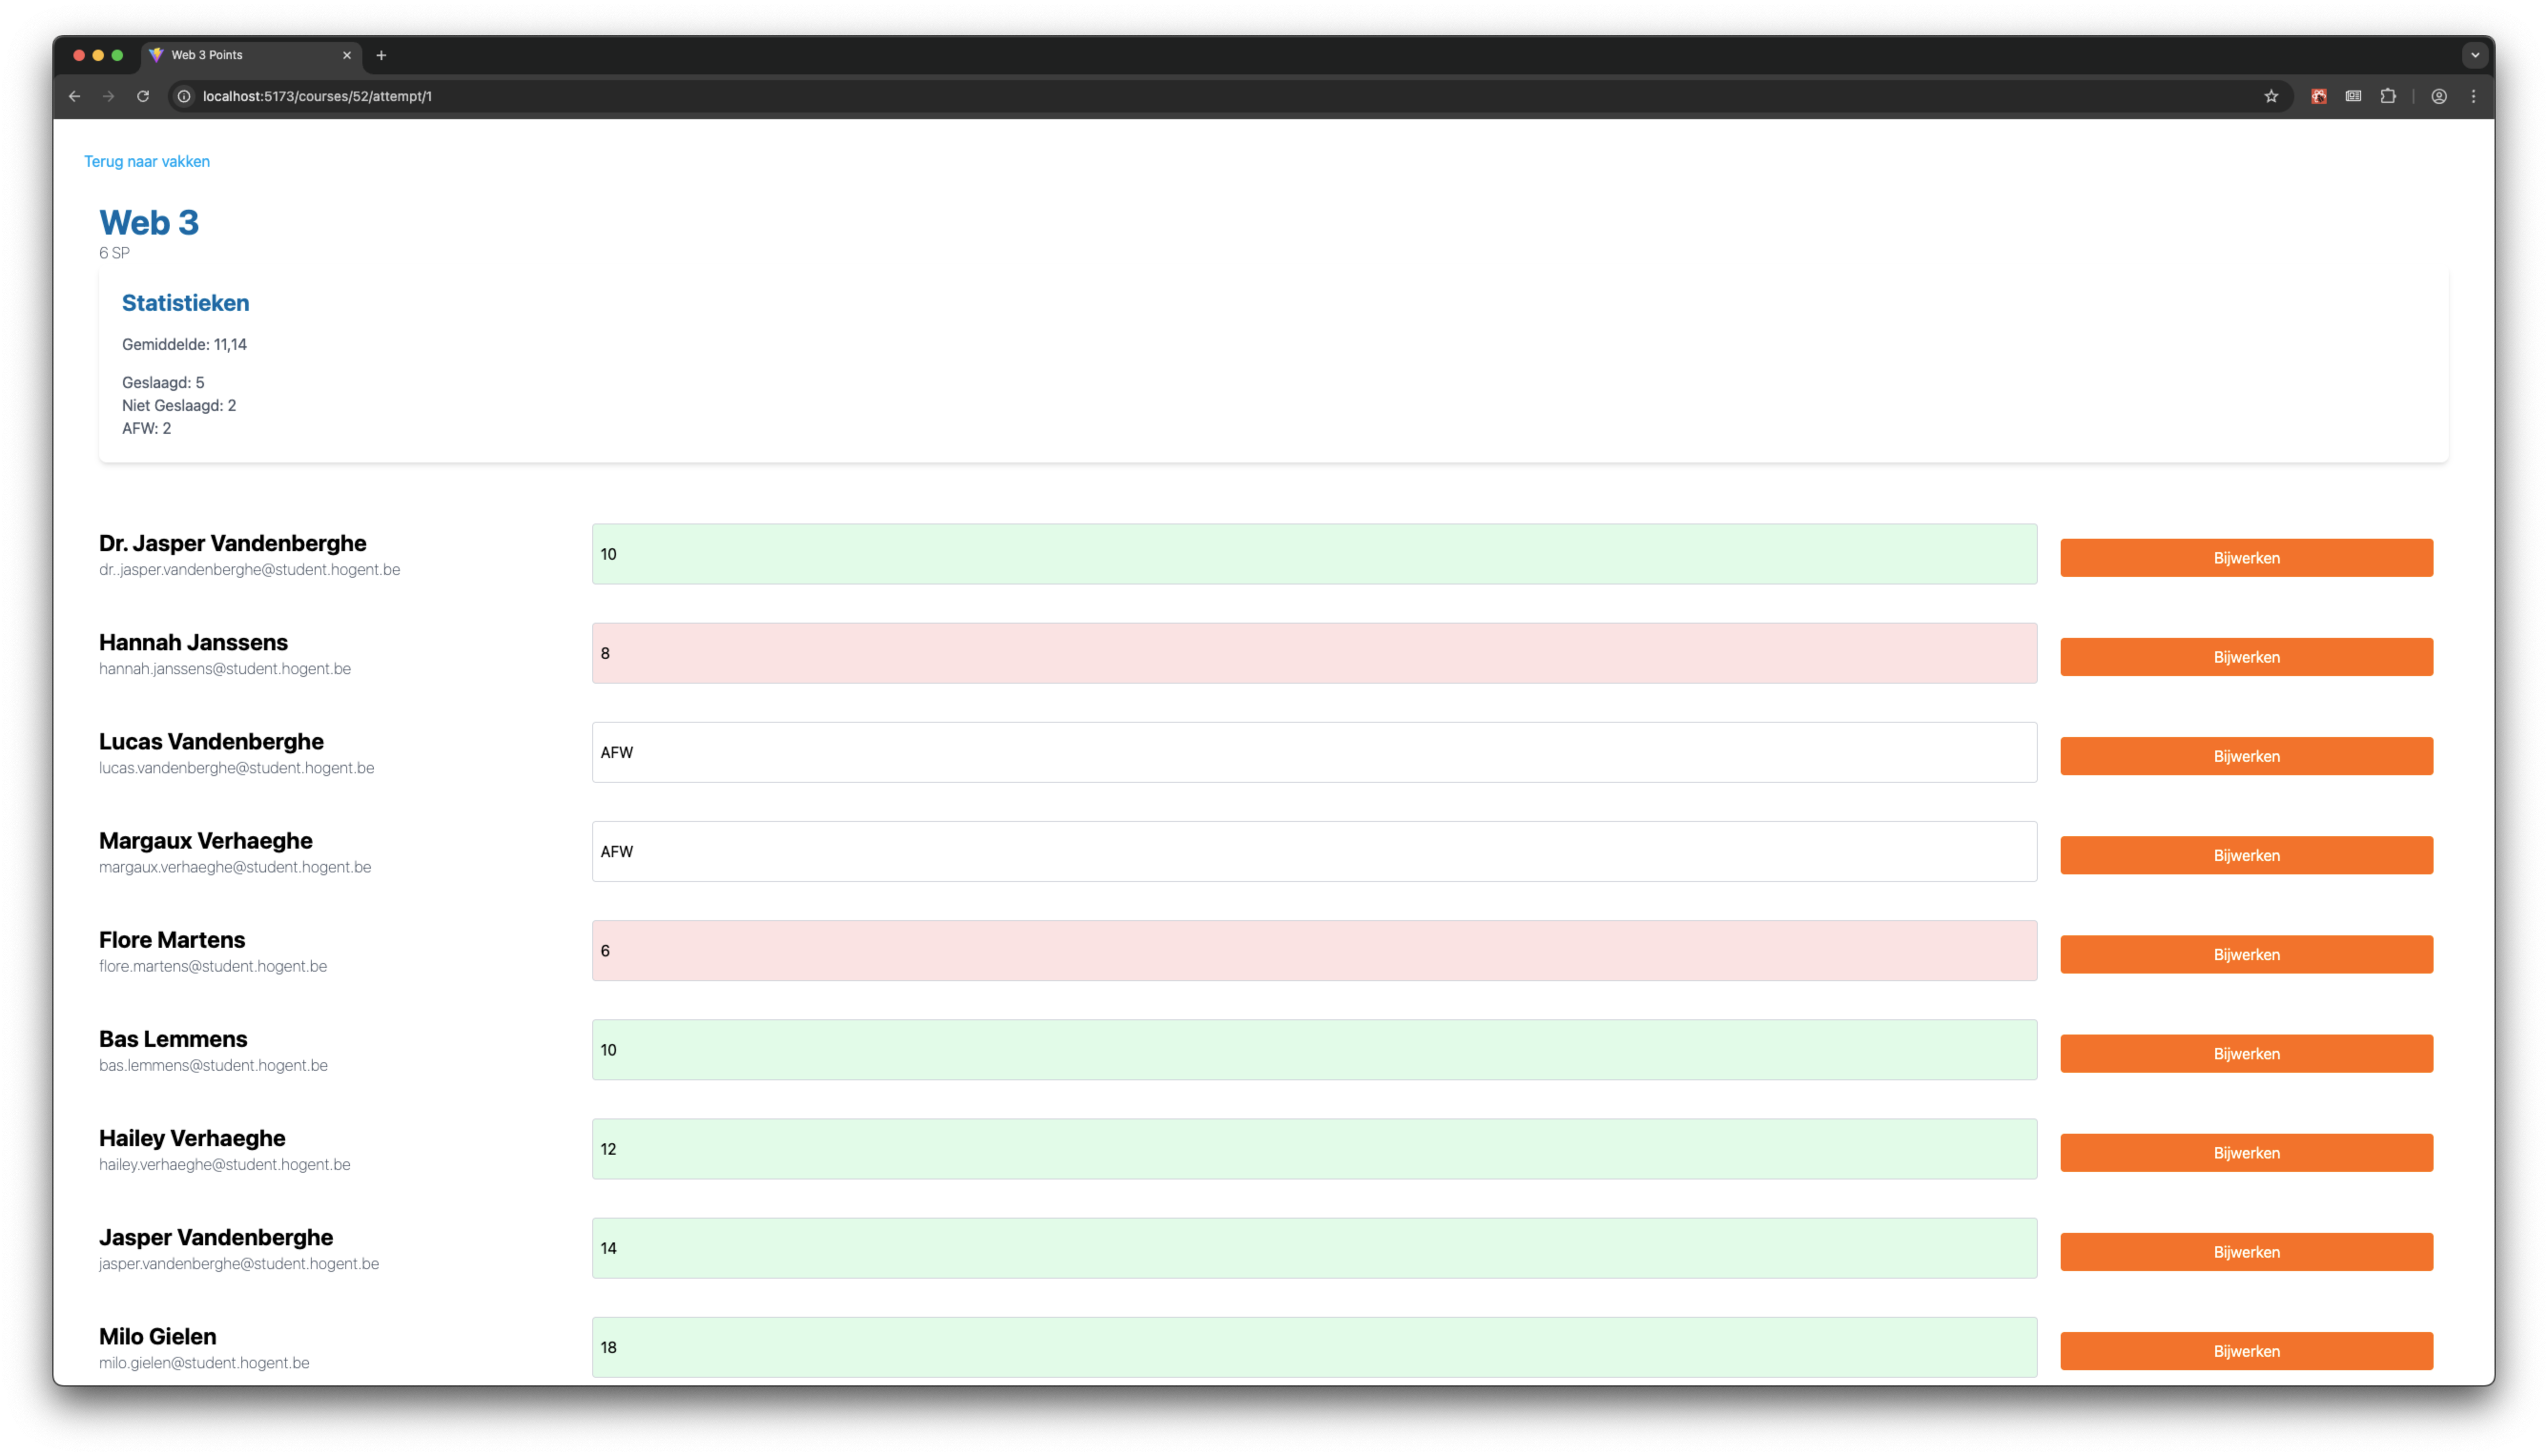 Web 3 Points
localhost:5173/courses/52/attempt/1
Terug naar vakken
Web 3
6 SP
Statistieken
Gemiddelde: 11,14
Geslaagd: 5
Niet Geslaagd: 2
AFW: 2
Dr. Jasper Vandenberghe
dr..jasper.vandenberghe@student.hogent.be
10
Bijwerken
Hannah Janssens
hannah.janssens@student.hogent.be
8
Bijwerken
Lucas Vandenberghe
lucas.vandenberghe@student.hogent.be
AFW
Bijwerken
Margaux Verhaeghe
margaux.verhaeghe@student.hogent.be
AFW
Bijwerken
Flore Martens
flore.martens@student.hogent.be
6
Bijwerken
Bas Lemmens
bas.lemmens@student.hogent.be
10
Bijwerken
Hailey Verhaeghe
hailey.verhaeghe@student.hogent.be
12
Bijwerken
Jasper Vandenberghe
jasper.vandenberghe@student.hogent.be
14
Bijwerken
Milo Gielen
milo.gielen@student.hogent.be
18
Bijwerken